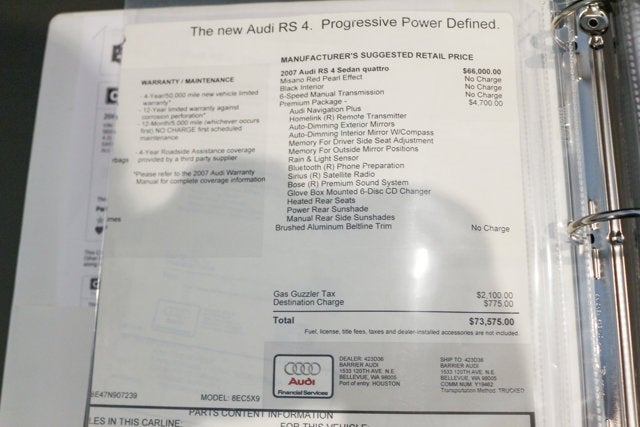 The new Audi RS 4. Progressive Power Defined.
MANUFACTURER'S SUGGESTED RETAIL PRICE
WARRANTY / MAINTENANCE
- 4-Year/50,000 mile new vehicle limited
warranty*
- 12-Year limited warranty against
corrosion perforation*
- 12-Month/5,000 mile (whichever occurs
first) NO CHARGE first scheduled
maintenance
- 4-Year Roadside Assistance coverage
provided by a third party supplier
*Please refer to the 2007 Audi Warranty
Manual for complete coverage information
2007 Audi RS 4 Sedan quattro $66,000.00
Misano Red Pearl Effect No Charge
Black Interior No Charge
6-Speed Manual Transmission No Charge
Premium Package - $4,700.00
Audi Navigation Plus
Homelink (R) Remote Transmitter
Auto-Dimming Exterior Mirrors
Auto-Dimming Interior Mirror W/Compass
Memory For Driver Side Seat Adjustment
Memory For Outside Mirror Positions
Rain & Light Sensor
Bluetooth (R) Phone Preparation
Sirius (R) Satellite Radio
Bose (R) Premium Sound System
Glove Box Mounted 6-Disc CD Changer
Heated Rear Seats
Power Rear Sunshade
Manual Rear Side Sunshades
Brushed Aluminum Beltline Trim No Charge
Gas Guzzler Tax $2,100.00
Destination Charge $775.00
Total $73,575.00
Fuel, license, title fees, taxes and dealer-installed accessories are not included.
Audi
Financial Services
DEALER: 423D36
BARRIER AUDI
1533 120TH AVE. N.E.
BELLEVUE, WA 98005
Port of entry: HOUSTON
SHIP TO: 423D36
BARRIER AUDI
1533 120TH AVE. N.E.
BELLEVUE, WA 98005
COMM NUM: Y19462
Transportation Method: TRUCKED
8E47N907239
MODEL: 8EC5X9
PARTS CONTENT INFORMATION
LES IN THIS CARLINE:
FOR THIS VEHICLE: